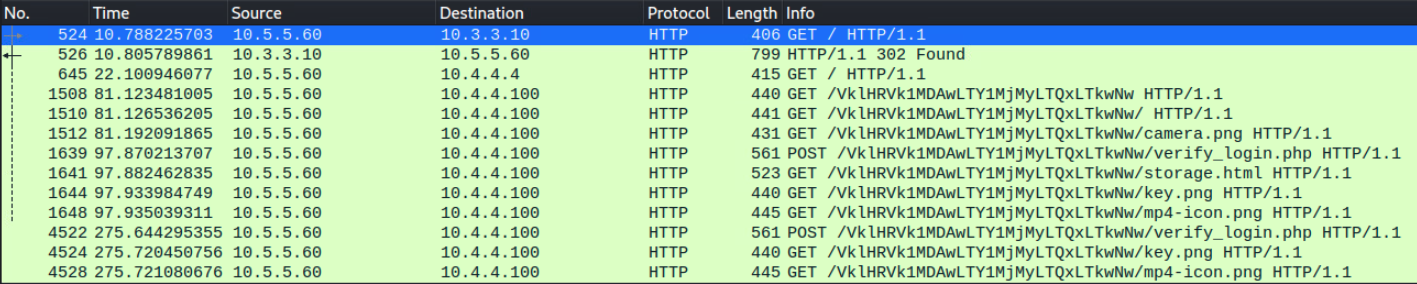 No. Time Source Destination Protocol Length Info
524 10.788225703 10.5.5.60 10.3.3.10 HTTP 406 GET / HTTP/1.1
526 10.805789861 10.3.3.10 10.5.5.60 HTTP 799 HTTP/1.1 302 Found
645 22.100946077 10.5.5.60 10.4.4.4 HTTP 415 GET / HTTP/1.1
1508 81.123481005 10.5.5.60 10.4.4.100 HTTP 440 GET /VklHRVk1MDAwLTY1MjMyLTQxLTkwNw HTTP/1.1
1510 81.126536205 10.5.5.60 10.4.4.100 HTTP 441 GET /VklHRVk1MDAwLTY1MjMyLTQxLTkwNw/ HTTP/1.1
1512 81.192091865 10.5.5.60 10.4.4.100 HTTP 431 GET /VklHRVk1MDAwLTY1MjMyLTQxLTkwNw/camera.png HTTP/1.1
1639 97.870213707 10.5.5.60 10.4.4.100 HTTP 561 POST /VklHRVk1MDAwLTY1MjMyLTQxLTkwNw/verify_login.php HTTP/1.1
1641 97.882462835 10.5.5.60 10.4.4.100 HTTP 523 GET /VklHRVk1MDAwLTY1MjMyLTQxLTkwNw/storage.html HTTP/1.1
1644 97.933984749 10.5.5.60 10.4.4.100 HTTP 440 GET /VklHRVk1MDAwLTY1MjMyLTQxLTkwNw/key.png HTTP/1.1
1648 97.935039311 10.5.5.60 10.4.4.100 HTTP 445 GET /VklHRVk1MDAwLTY1MjMyLTQxLTkwNw/mp4-icon.png HTTP/1.1
4522 275.644295355 10.5.5.60 10.4.4.100 HTTP 561 POST /VklHRVk1MDAwLTY1MjMyLTQxLTkwNw/verify_login.php HTTP/1.1
4524 275.720450756 10.5.5.60 10.4.4.100 HTTP 440 GET /VklHRVk1MDAwLTY1MjMyLTQxLTkwNw/key.png HTTP/1.1
4528 275.721080676 10.5.5.60 10.4.4.100 HTTP 445 GET /VklHRVk1MDAwLTY1MjMyLTQxLTkwNw/mp4-icon.png HTTP/1.1